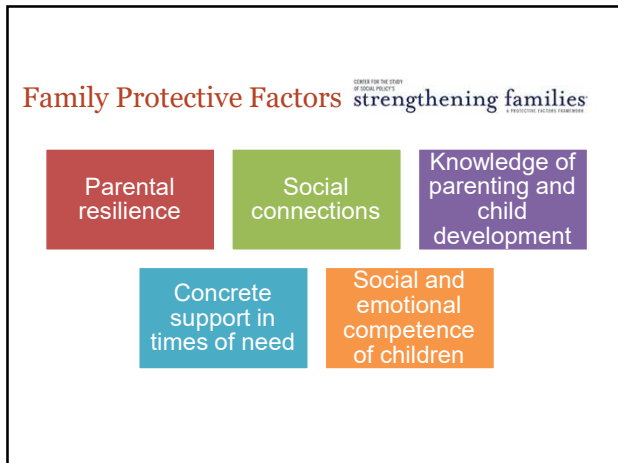 Family Protective Factors
CENTER FOR THE STUDY
OF SOCIAL POLICY'S
strengthening families
A PROTECTIVE FACTORS FRAMEWORK
Parental
resilience
Social
connections
Knowledge of
parenting and
child
development
Concrete
support in
times of need
Social and
emotional
competence
of children